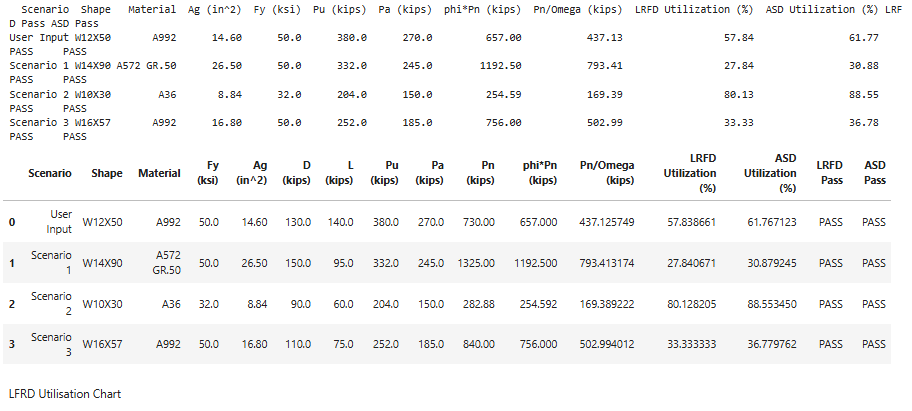 Scenario Shape Material Ag (in^2) Fy (ksi) Pu (kips) Pa (kips) phi*Pn (kips) Pn/Omega (kips) LRFD Utilization (%) ASD Utilization (%) LRF
D Pass ASD Pass
User Input W12X50 A992 14.60 50.0 380.0 270.0 657.00 437.13 57.84 61.77
PASS PASS
Scenario 1 W14X90 A572 GR.50 26.50 50.0 332.0 245.0 1192.50 793.41 27.84 30.88
PASS PASS
Scenario 2 W10X30 A36 8.84 32.0 204.0 150.0 254.59 169.39 80.13 88.55
PASS PASS
Scenario 3 W16X57 A992 16.80 50.0 252.0 185.0 756.00 502.99 33.33 36.78
PASS PASS
Scenario Shape Material Fy (ksi) Ag (in^2) D (kips) L (kips) Pu (kips) Pa (kips) Pn (kips) phi*Pn (kips) Pn/Omega (kips) LRFD Utilization (%) ASD Utilization (%) LRFD Pass ASD Pass
0 User Input W12X50 A992 50.0 14.60 130.0 140.0 380.0 270.0 730.00 657.000 437.125749 57.838661 61.767123 PASS PASS
1 Scenario 1 W14X90 A572 GR.50 50.0 26.50 150.0 95.0 332.0 245.0 1325.00 1192.500 793.413174 27.840671 30.879245 PASS PASS
2 Scenario 2 W10X30 A36 32.0 8.84 90.0 60.0 204.0 150.0 282.88 254.592 169.389222 80.128205 88.553450 PASS PASS
3 Scenario 3 W16X57 A992 50.0 16.80 110.0 75.0 252.0 185.0 840.00 756.000 502.994012 33.333333 36.779762 PASS PASS
LFRD Utilisation Chart